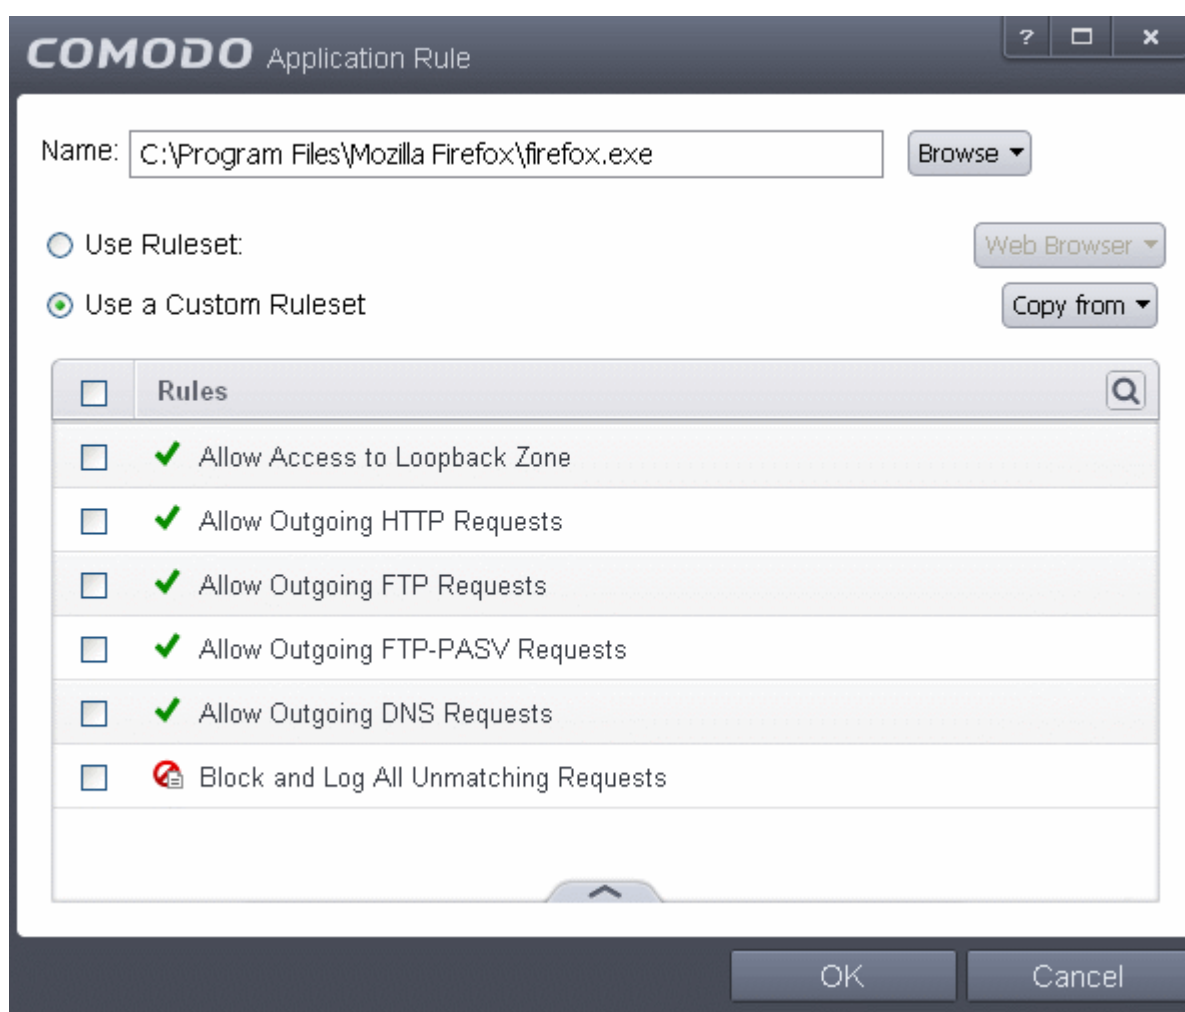 COMODO Application Rule ?
Name: C:\Program Files\Mozilla Firefox\firefox.exe Browse
Use Ruleset: Web Browser
Use a Custom Ruleset Copy from
Rules
Allow Access to Loopback Zone
Allow Outgoing HTTP Requests
Allow Outgoing FTP Requests
Allow Outgoing FTP-PASV Requests
Allow Outgoing DNS Requests
Block and Log All Unmatching Requests
OK Cancel